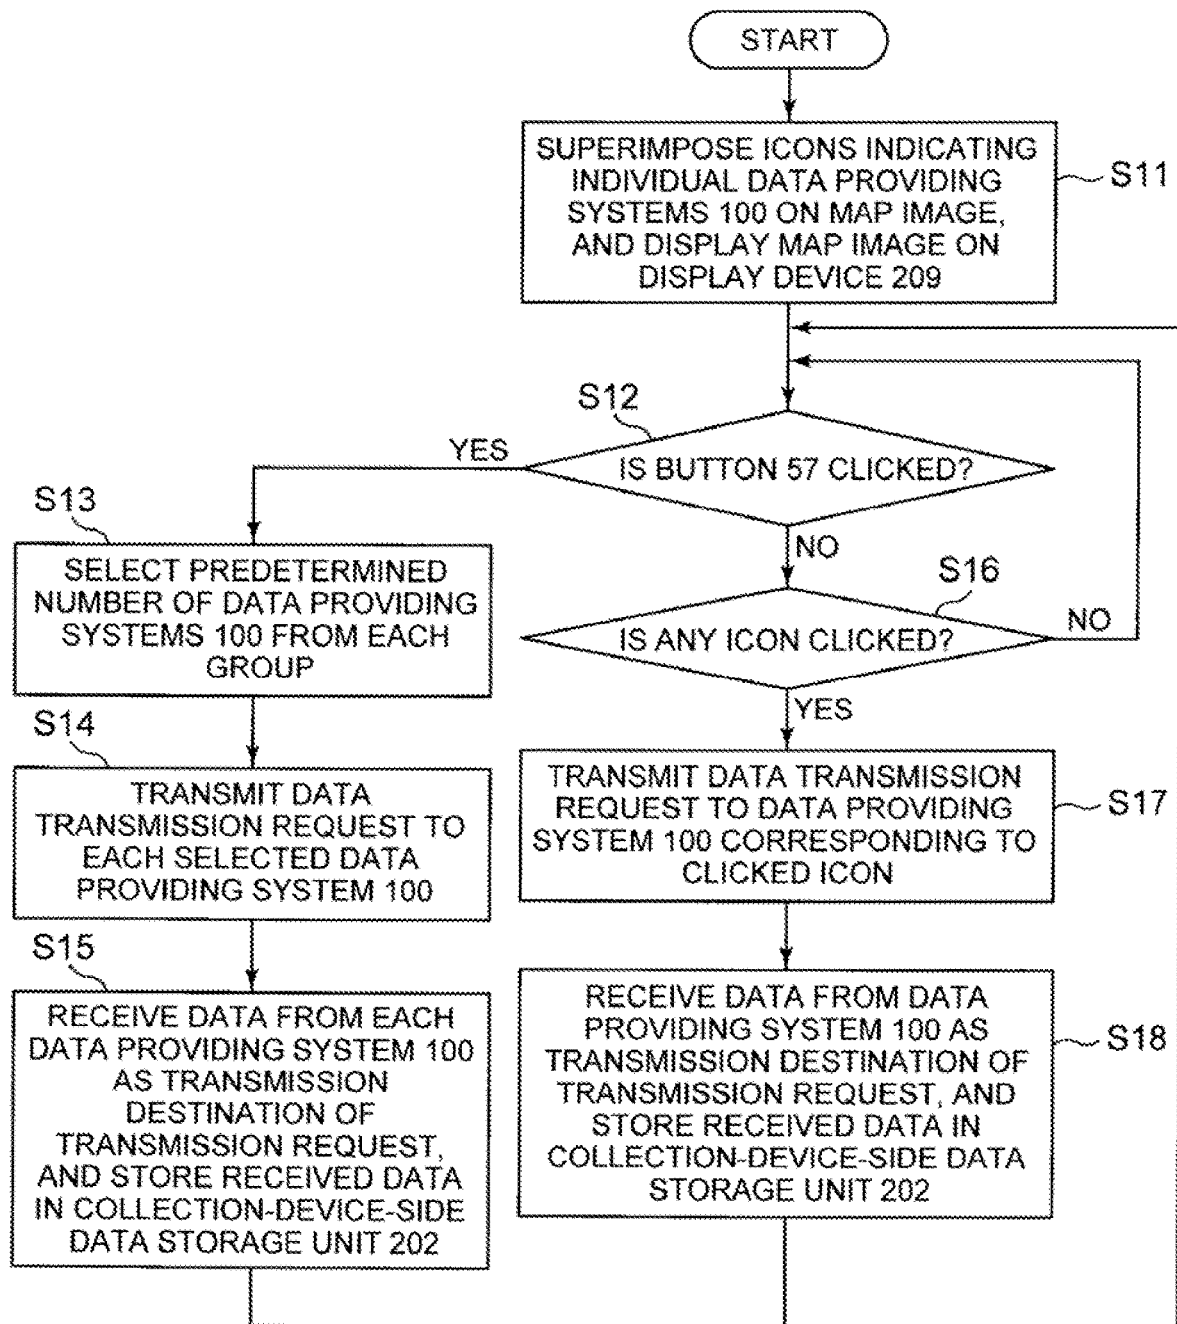 START
SUPERIMPOSE ICONS INDICATING
INDIVIDUAL DATA PROVIDING
SYSTEMS 100 ON MAP IMAGE,
AND DISPLAY MAP IMAGE ON
DISPLAY DEVICE 209
S11
S12
YES
IS BUTTON 57 CLICKED?
NO
S13
SELECT PREDETERMINED
NUMBER OF DATA PROVIDING
SYSTEMS 100 FROM EACH
GROUP
S14
TRANSMIT DATA
TRANSMISSION REQUEST TO
EACH SELECTED DATA
PROVIDING SYSTEM 100
S15
RECEIVE DATA FROM EACH
DATA PROVIDING SYSTEM 100
AS TRANSMISSION
DESTINATION OF
TRANSMISSION REQUEST,
AND STORE RECEIVED DATA
IN COLLECTION-DEVICE-SIDE
DATA STORAGE UNIT 202
S16
IS ANY ICON CLICKED?
NO
YES
TRANSMIT DATA TRANSMISSION
REQUEST TO DATA PROVIDING
SYSTEM 100 CORRESPONDING TO
CLICKED ICON
S17
RECEIVE DATA FROM DATA
PROVIDING SYSTEM 100 AS
TRANSMISSION DESTINATION OF
TRANSMISSION REQUEST, AND
STORE RECEIVED DATA IN
COLLECTION-DEVICE-SIDE DATA
STORAGE UNIT 202
S18